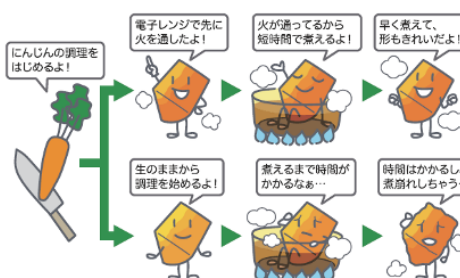 にんじんの調理を
はじめるよ！
電子レンジで先に
火を通したよ！
火が通ってるから
短時間で煮えるよ！
早く煮えて、
形もきれいだよ！
生のままから
調理を始めるよ！
煮えるまで時間が
かかるなぁ…
時間はかかるし、
煮崩れしちゃう…